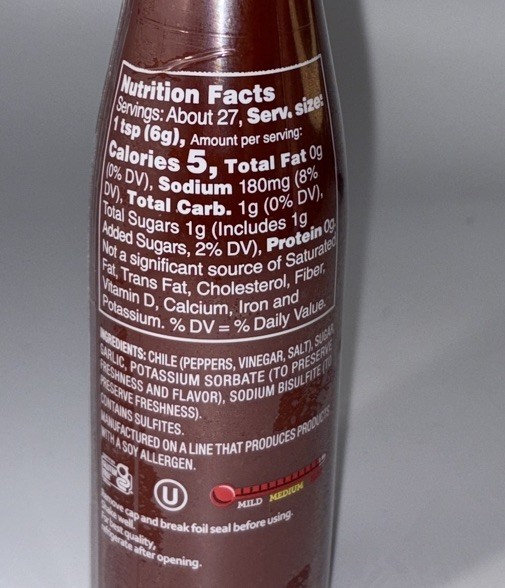 Nutrition Facts
Servings: About 27, Serv. size:
1 tsp (6g), Amount per serving:
Calories 5, Total Fat 0g
(0% DV), Sodium 180mg (8%
DV), Total Carb. 1g (0% DV),
Total Sugars 1g (Includes 1g
Added Sugars, 2% DV), Protein 0g.
Not a significant source of Saturated
Fat, Trans Fat, Cholesterol, Fiber,
Vitamin D, Calcium, Iron and
Potassium. % DV = % Daily Value.
INGREDIENTS: CHILE (PEPPERS, VINEGAR, SALT), SUGAR,
GARLIC, POTASSIUM SORBATE (TO PRESERVE
FRESHNESS AND FLAVOR), SODIUM BISULFITE (TO
PRESERVE FRESHNESS).
CONTAINS SULFITES.
MANUFACTURED ON A LINE THAT PRODUCES PRODUCTS
WITH A SOY ALLERGEN.
U
MILD MEDIUM
Remove cap and break foil seal before using.
Shake well.
For best quality,
refrigerate after opening.